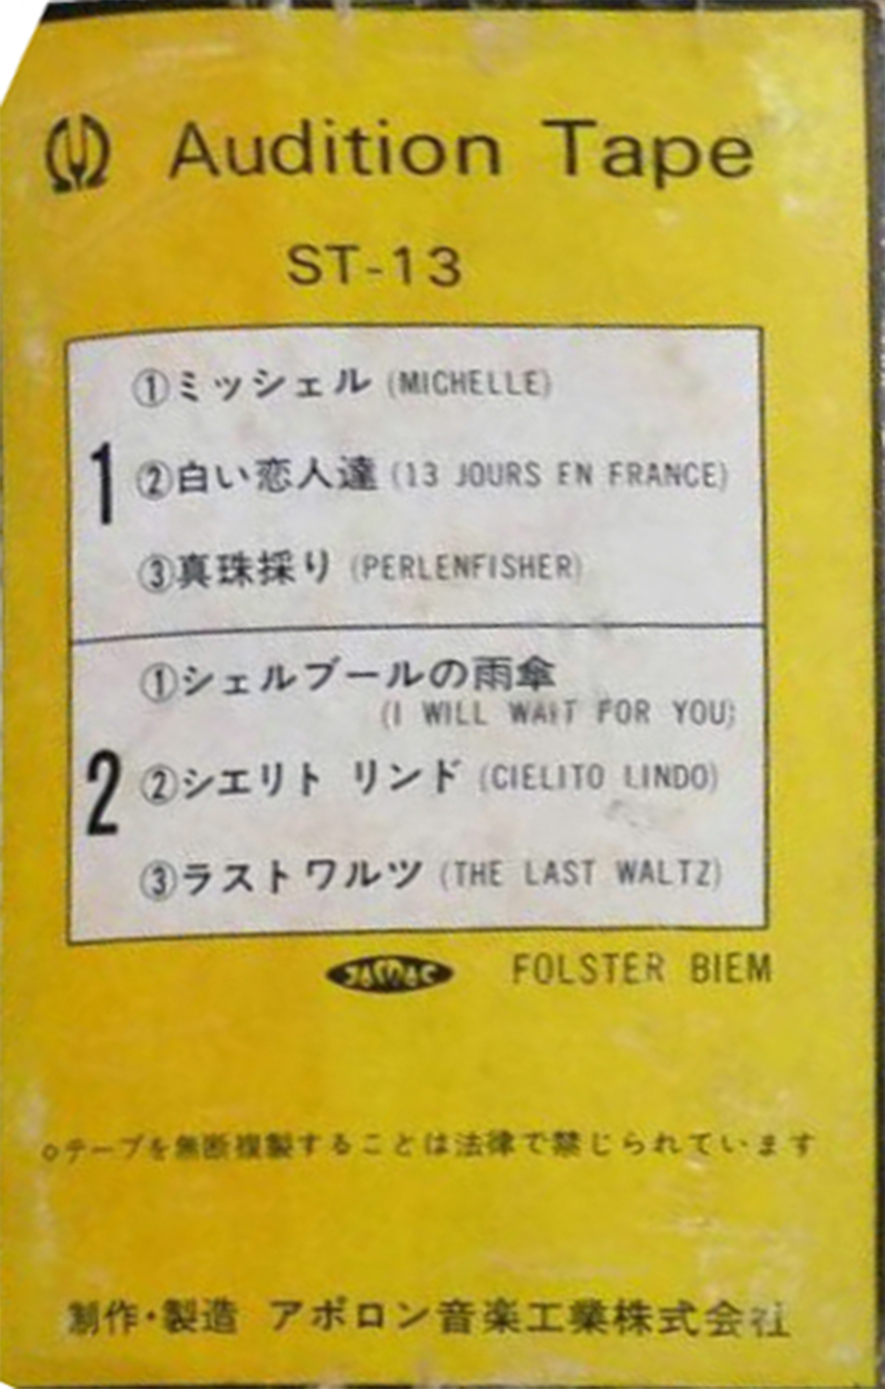 Audition Tape
ST-13
1
①ミッシェル (MICHELLE)
②白い恋人達 (13 JOURS EN FRANCE)
③真珠採り (PERLENFISHER)
2
①シェルブールの雨傘
(I WILL WAIT FOR YOU)
②シエリト リンド (CIELITO LINDO)
③ラストワルツ (THE LAST WALTZ)
JASRAC FOLSTER BIEM
○テープを無断複製することは法律で禁じられています
制作・製造 アポロン音楽工業株式会社